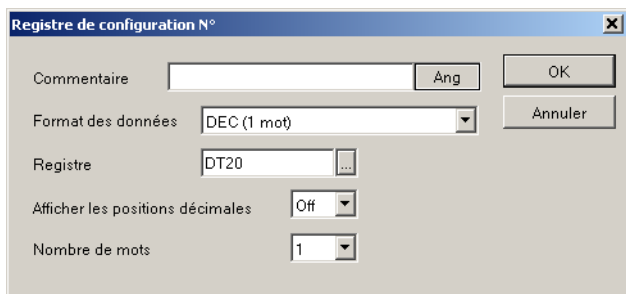 Registre de configuration N°
Commentaire Ang OK
Format des données DEC (1 mot) Annuler
Registre DT20 ...
Afficher les positions décimales Off
Nombre de mots 1